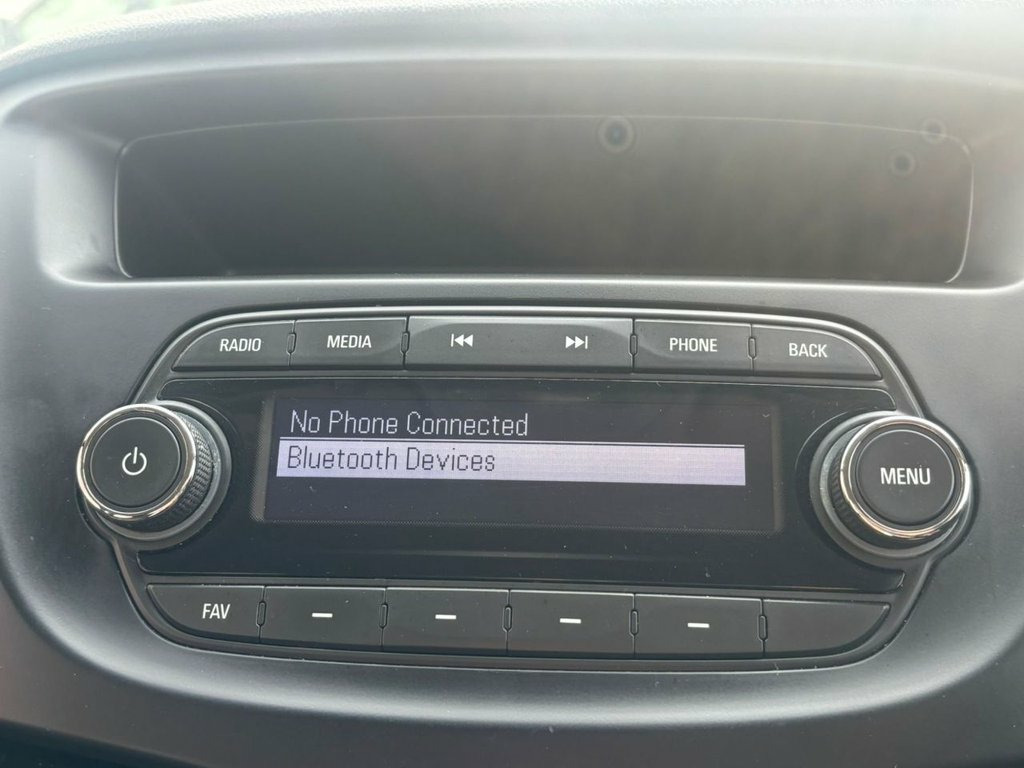 RADIO
MEDIA
PHONE
BACK
No Phone Connected
Bluetooth Devices
MENU
FAV